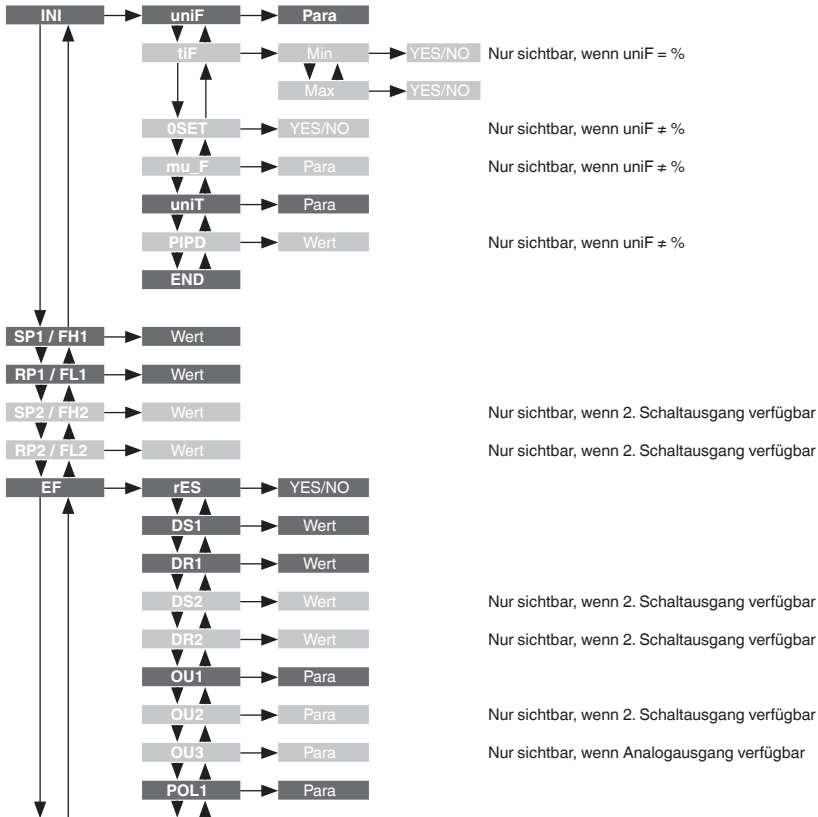 INI uniF Para
tiF Min YES/NO Nur sichtbar, wenn uniF = %
Max YES/NO
0SET YES/NO Nur sichtbar, wenn uniF ≠ %
mu_F Para Nur sichtbar, wenn uniF ≠ %
uniT Para
PIPD Wert Nur sichtbar, wenn uniF ≠ %
END
SP1 / FH1 Wert
RP1 / FL1 Wert
SP2 / FH2 Wert Nur sichtbar, wenn 2. Schaltausgang verfügbar
RP2 / FL2 Wert Nur sichtbar, wenn 2. Schaltausgang verfügbar
EF rES YES/NO
DS1 Wert
DR1 Wert
DS2 Wert Nur sichtbar, wenn 2. Schaltausgang verfügbar
DR2 Wert Nur sichtbar, wenn 2. Schaltausgang verfügbar
OU1 Para
OU2 Para Nur sichtbar, wenn 2. Schaltausgang verfügbar
OU3 Para Nur sichtbar, wenn Analogausgang verfügbar
POL1 Para